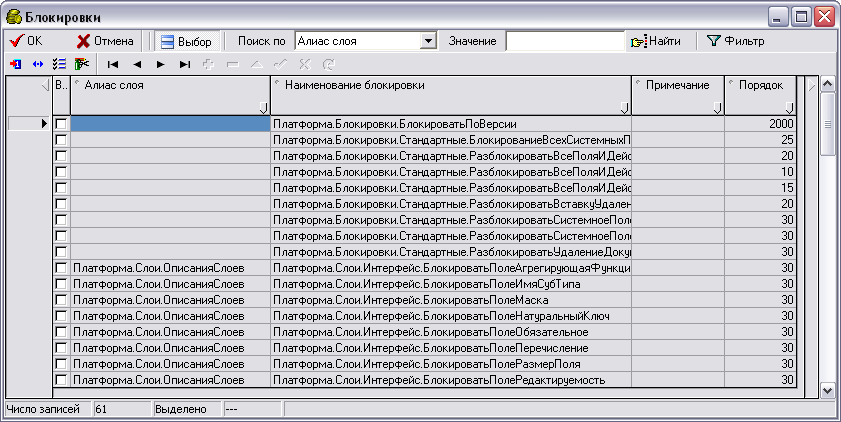 Блокировки
OK Отмена Выбор Поиск по Алиас слоя Значение Найти Фильтр
В.. Алиас слоя Наименование блокировки Примечание Порядок
Платформа.Блокировки.БлокироватьПоВерсии 2000
Платформа.Блокировки.Стандартные.БлокированиеВсехСистемныхП 25
Платформа.Блокировки.Стандартные.РазблокироватьВсеПоляИДейс 20
Платформа.Блокировки.Стандартные.РазблокироватьВсеПоляИДейс 10
Платформа.Блокировки.Стандартные.РазблокироватьВсеПоляИДейс 15
Платформа.Блокировки.Стандартные.РазблокироватьВставкуУдален 20
Платформа.Блокировки.Стандартные.РазблокироватьСистемноеПоле 30
Платформа.Блокировки.Стандартные.РазблокироватьСистемноеПоле 30
Платформа.Блокировки.Стандартные.РазблокироватьУдалениеДоку 30
Платформа.Слои.ОписанияСлоев Платформа.Слои.Интерфейс.БлокироватьПолеАгрегирующаяФункци 30
Платформа.Слои.ОписанияСлоев Платформа.Слои.Интерфейс.БлокироватьПолеИмяСубТипа 30
Платформа.Слои.ОписанияСлоев Платформа.Слои.Интерфейс.БлокироватьПолеМаска 30
Платформа.Слои.ОписанияСлоев Платформа.Слои.Интерфейс.БлокироватьПолеНатуральныйКлюч 30
Платформа.Слои.ОписанияСлоев Платформа.Слои.Интерфейс.БлокироватьПолеОбязательное 30
Платформа.Слои.ОписанияСлоев Платформа.Слои.Интерфейс.БлокироватьПолеПеречисление 30
Платформа.Слои.ОписанияСлоев Платформа.Слои.Интерфейс.БлокироватьПолеРазмерПоля 30
Платформа.Слои.ОписанияСлоев Платформа.Слои.Интерфейс.БлокироватьПолеРедактируемость 30
Число записей 61 Выделено ---